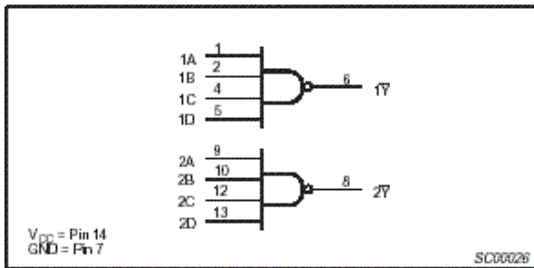 1A 1
1B 2
1C 4
1D 5
6 1Y̅
2A 9
2B 10
2C 12
2D 13
8 2Y̅
VCC = Pin 14
GND = Pin 7
SC00026